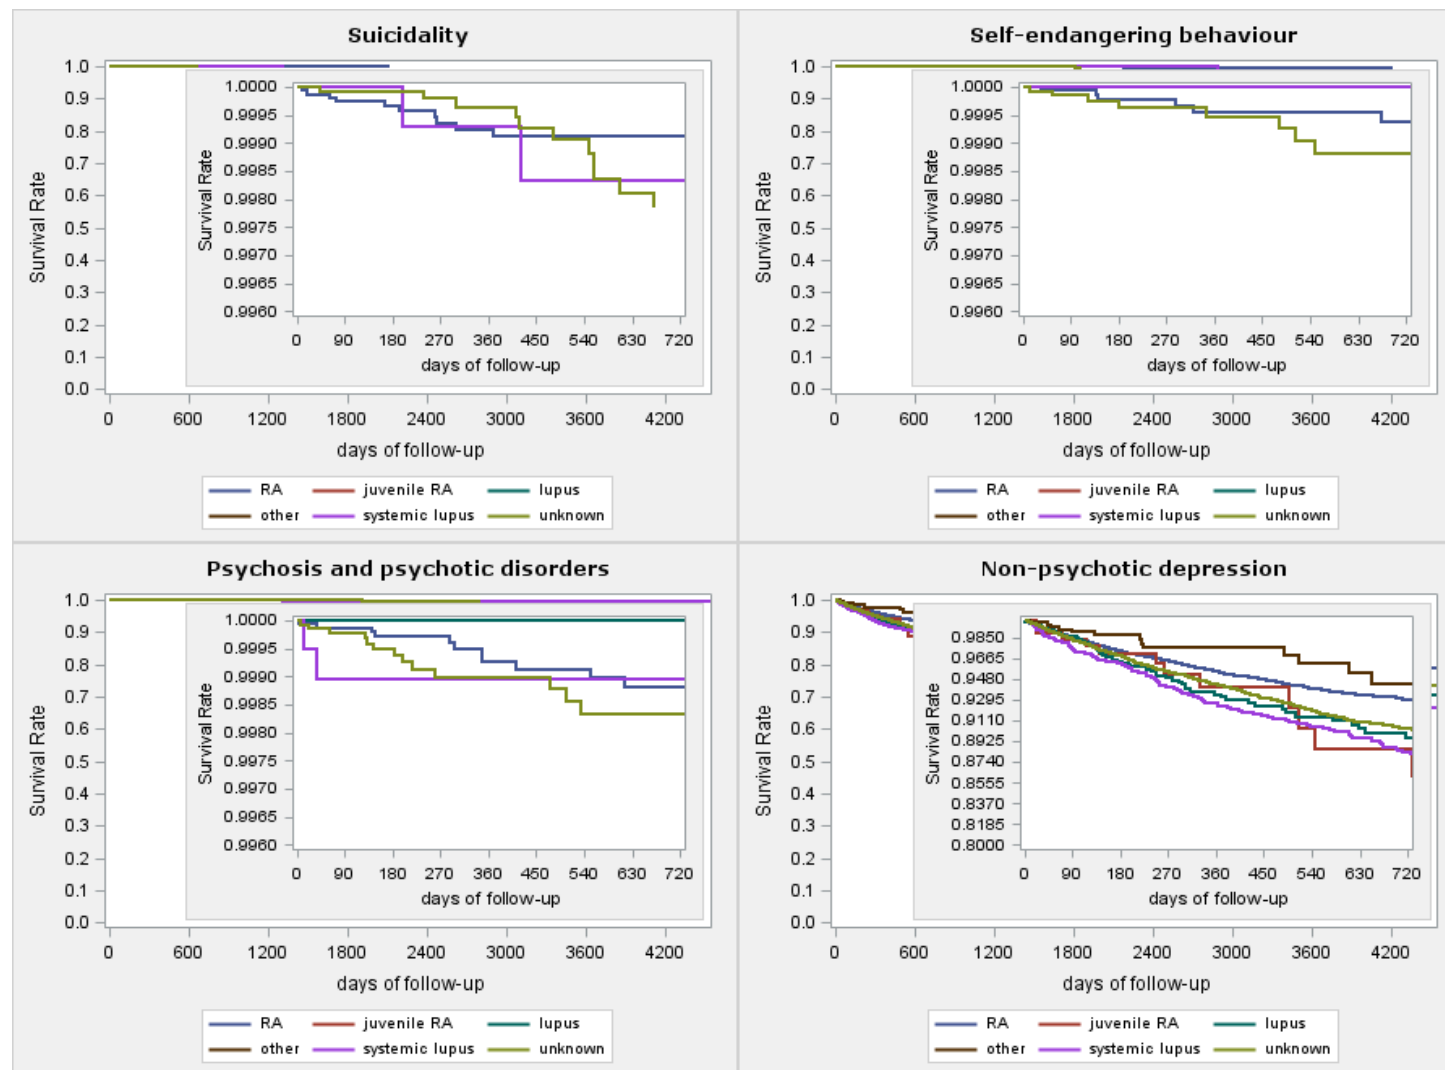 Suicidality
Survival Rate
1.0
0.9
0.8
0.7
0.6
0.5
0.4
0.3
0.2
0.1
0.0
Survival Rate
1.0000
0.9995
0.9990
0.9985
0.9980
0.9975
0.9970
0.9965
0.9960
0 90 180 270 360 450 540 630 720
days of follow-up
0 600 1200 1800 2400 3000 3600 4200
days of follow-up
RA juvenile RA lupus
other systemic lupus unknown
Self-endangering behaviour
Survival Rate
1.0
0.9
0.8
0.7
0.6
0.5
0.4
0.3
0.2
0.1
0.0
Survival Rate
1.0000
0.9995
0.9990
0.9985
0.9980
0.9975
0.9970
0.9965
0.9960
0 90 180 270 360 450 540 630 720
days of follow-up
0 600 1200 1800 2400 3000 3600 4200
days of follow-up
RA juvenile RA lupus
other systemic lupus unknown
Psychosis and psychotic disorders
Survival Rate
1.0
0.9
0.8
0.7
0.6
0.5
0.4
0.3
0.2
0.1
0.0
Survival Rate
1.0000
0.9995
0.9990
0.9985
0.9980
0.9975
0.9970
0.9965
0.9960
0 90 180 270 360 450 540 630 720
days of follow-up
0 600 1200 1800 2400 3000 3600 4200
days of follow-up
RA juvenile RA lupus
other systemic lupus unknown
Non-psychotic depression
Survival Rate
1.0
0.9
0.8
0.7
0.6
0.5
0.4
0.3
0.2
0.1
0.0
Survival Rate
0.9850
0.9665
0.9480
0.9295
0.9110
0.8925
0.8740
0.8555
0.8370
0.8185
0.8000
0 90 180 270 360 450 540 630 720
days of follow-up
0 600 1200 1800 2400 3000 3600 4200
days of follow-up
RA juvenile RA lupus
other systemic lupus unknown